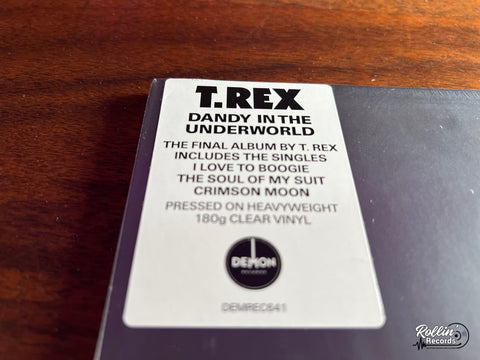 T.REX
DANDY IN THE
UNDERWORLD
THE FINAL ALBUM BY T. REX
INCLUDES THE SINGLES
I LOVE TO BOOGIE
THE SOUL OF MY SUIT
CRIMSON MOON
PRESSED ON HEAVYWEIGHT
180g CLEAR VINYL
DEMON
RECORDS
DEMREC641
Rollin'
Records